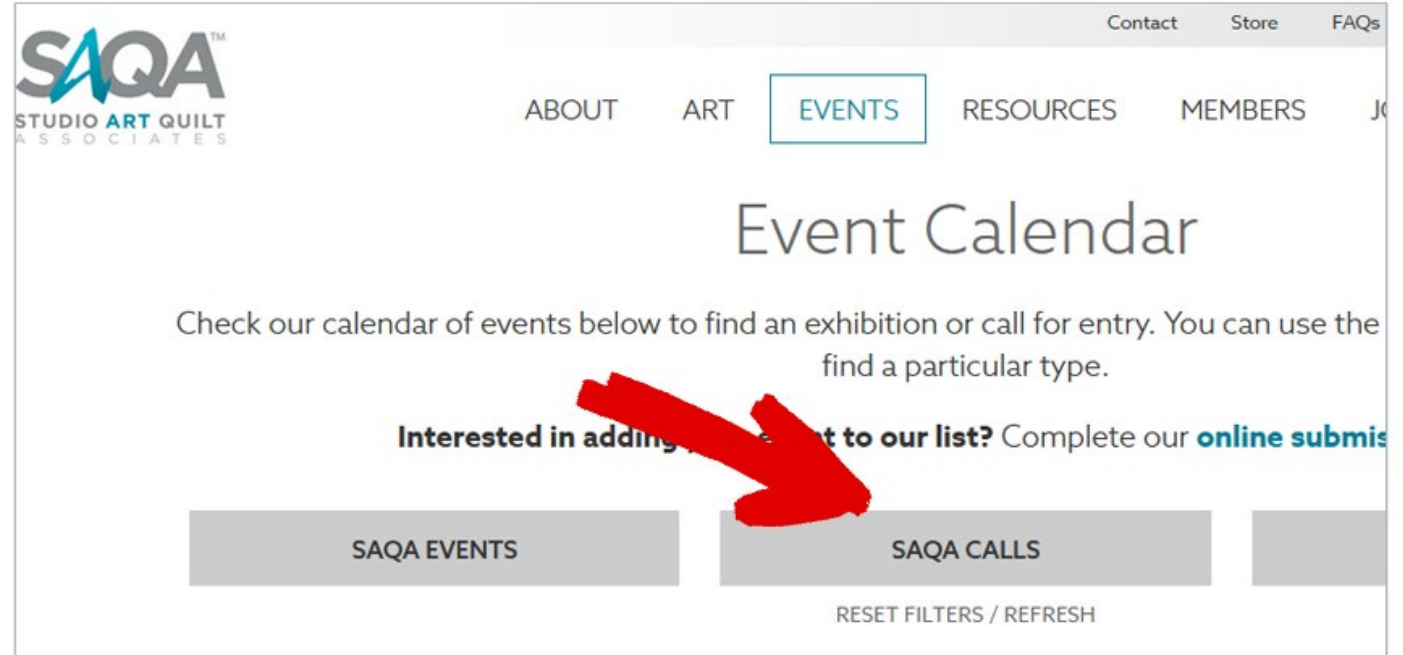 Contact Store FAQs
SAQA™
STUDIO ART QUILT
ASSOCIATES
ABOUT ART EVENTS RESOURCES MEMBERS
Event Calendar
Check our calendar of events below to find an exhibition or call for entry. You can use the
find a particular type.
Interested in adding to our list? Complete our online submis
SAQA EVENTS SAQA CALLS
RESET FILTERS / REFRESH